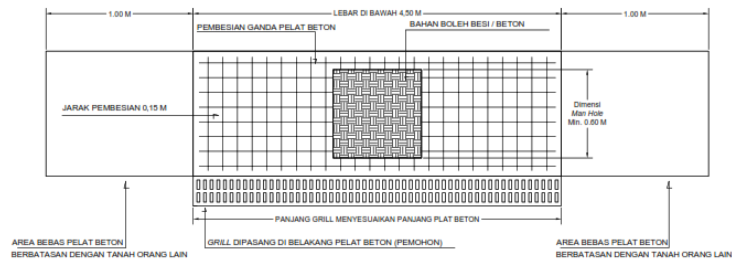 1.00 M
LEBAR DI BAWAH 4,50 M
1.00 M
PEMBESIAN GANDA PELAT BETON
BAHAN BOLEH BESI / BETON
JARAK PEMBESIAN 0,15 M
Dimensi
Man Hole
Min. 0.60 M
PANJANG GRILL MENYESUAIKAN PANJANG PLAT BETON
AREA BEBAS PELAT BETON
BERBATASAN DENGAN TANAH ORANG LAIN
GRILL DIPASANG DI BELAKANG PELAT BETON (PEMOHON)
AREA BEBAS PELAT BETON
BERBATASAN DENGAN TANAH ORANG LAIN